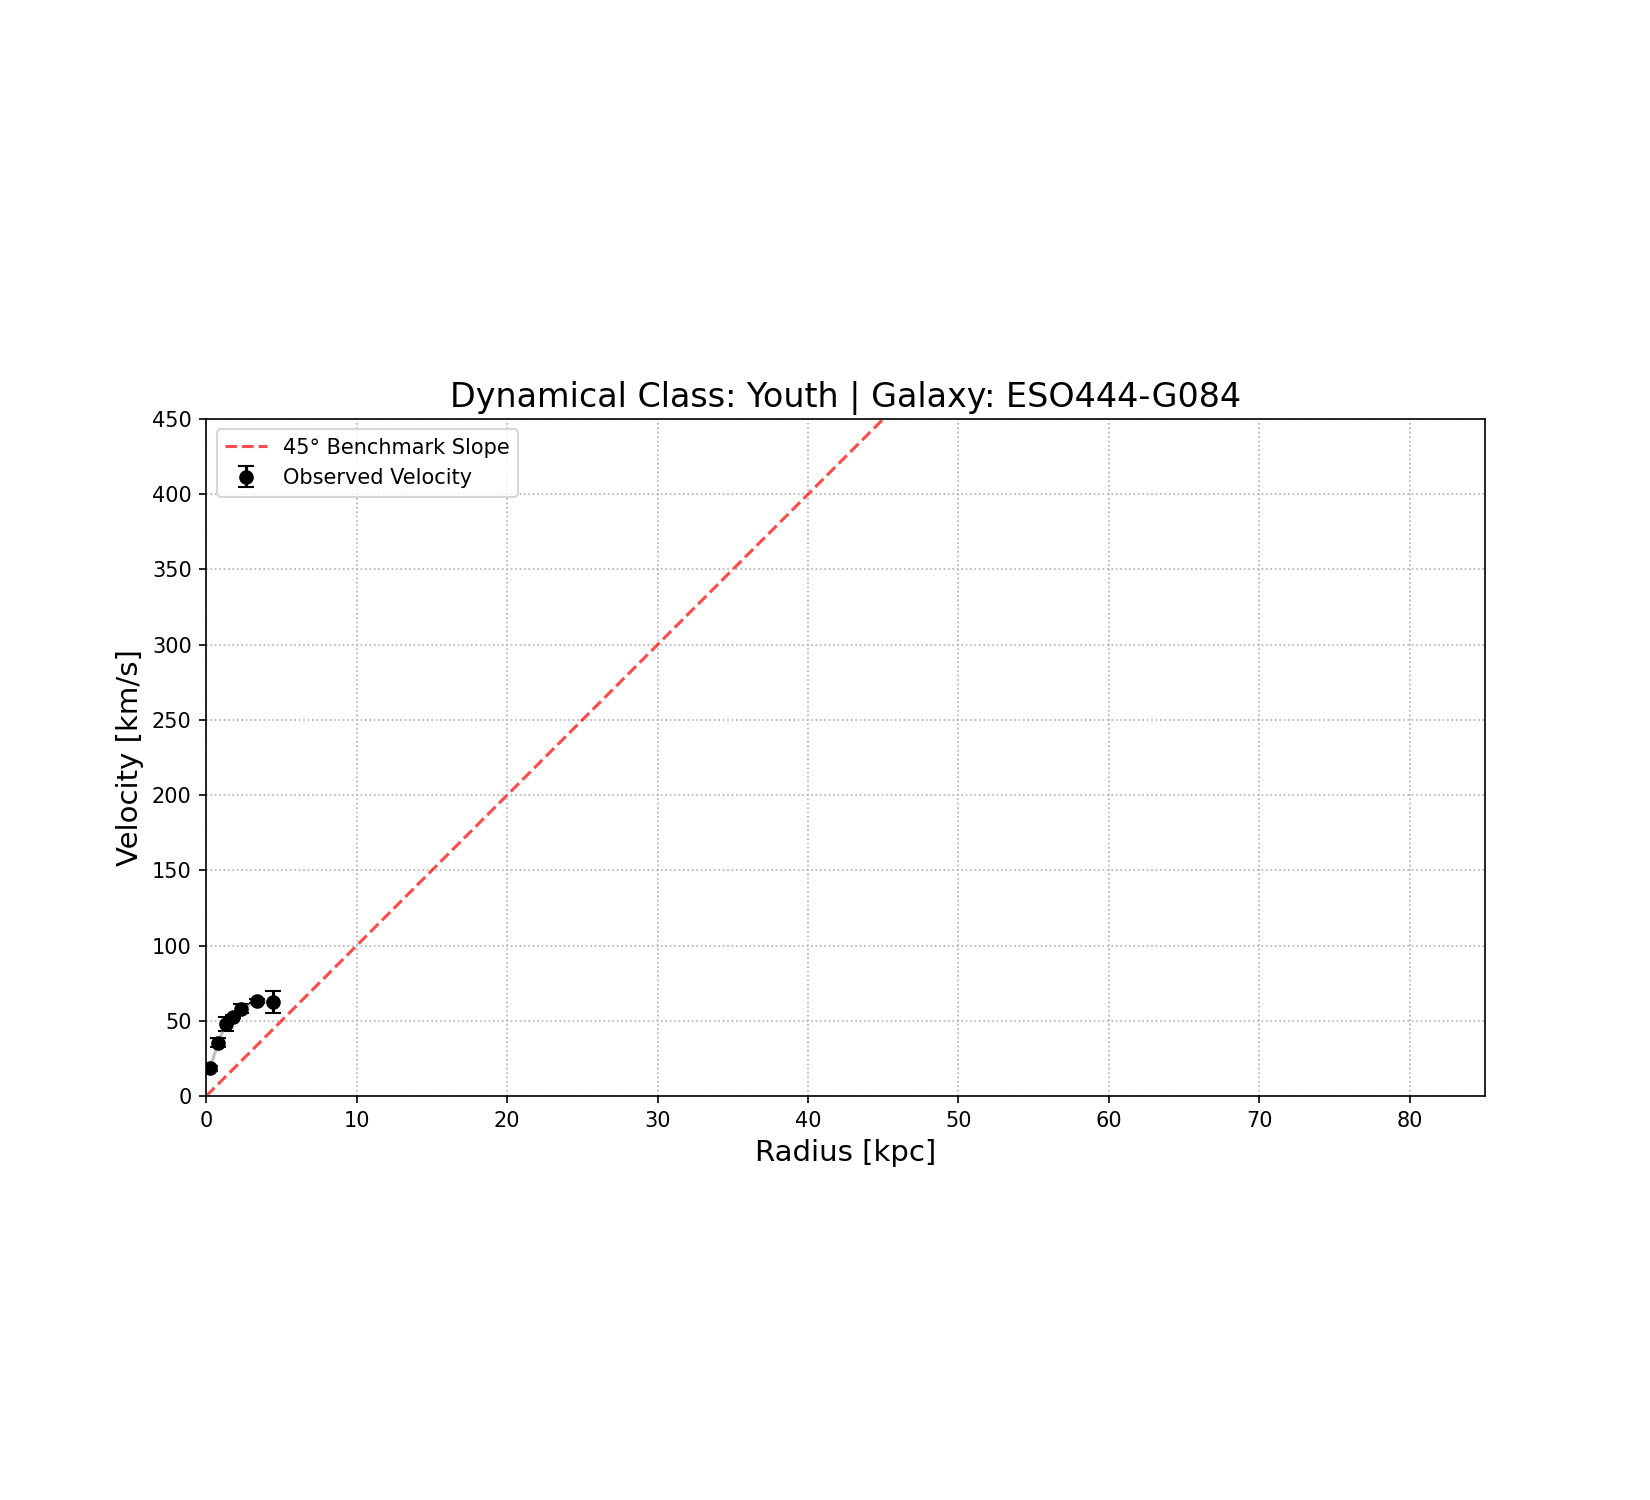 Dynamical Class: Youth | Galaxy: ESO444-G084
45° Benchmark Slope
Observed Velocity
450
400
350
300
250
200
150
100
50
0
Velocity [km/s]
0 10 20 30 40 50 60 70 80
Radius [kpc]